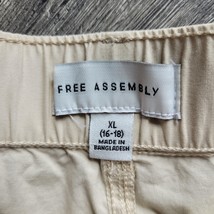 FREE ASSEMBLY
XL
(16-18)
MADE IN
BANGLADESH